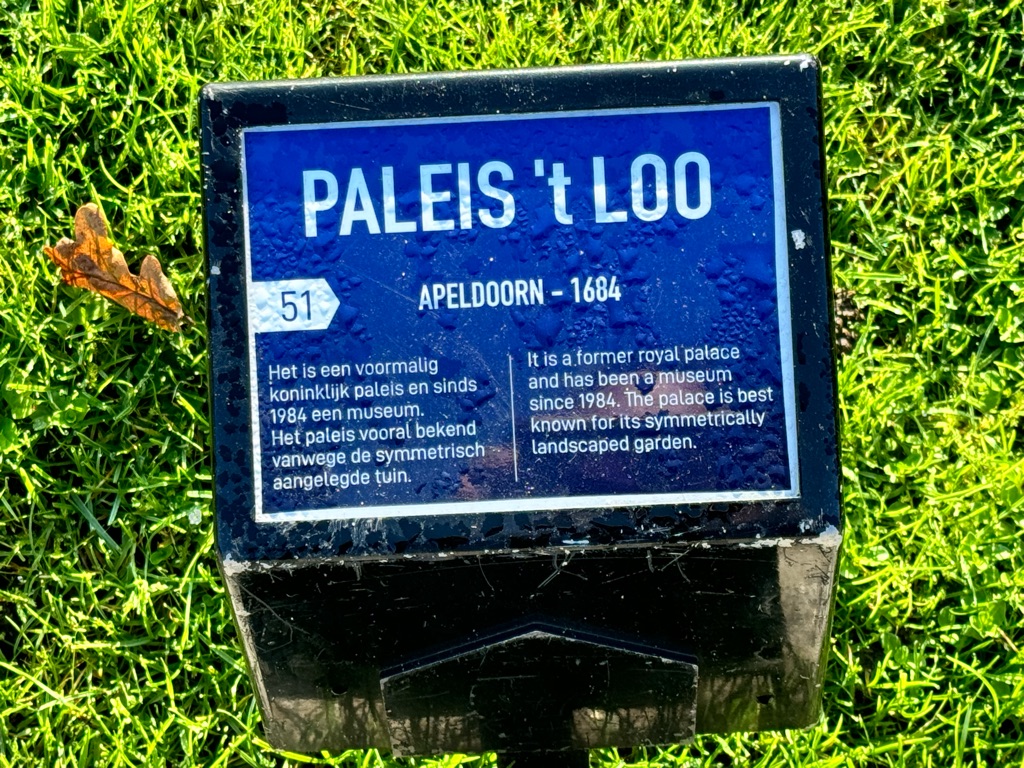 PALEIS 't LOO
51
APELDOORN - 1684
Het is een voormalig
koninklijk paleis en sinds
1984 een museum.
Het paleis vooral bekend
vanwege de symmetrisch
aangelegde tuin.
It is a former royal palace
and has been a museum
since 1984. The palace is best
known for its symmetrically
landscaped garden.